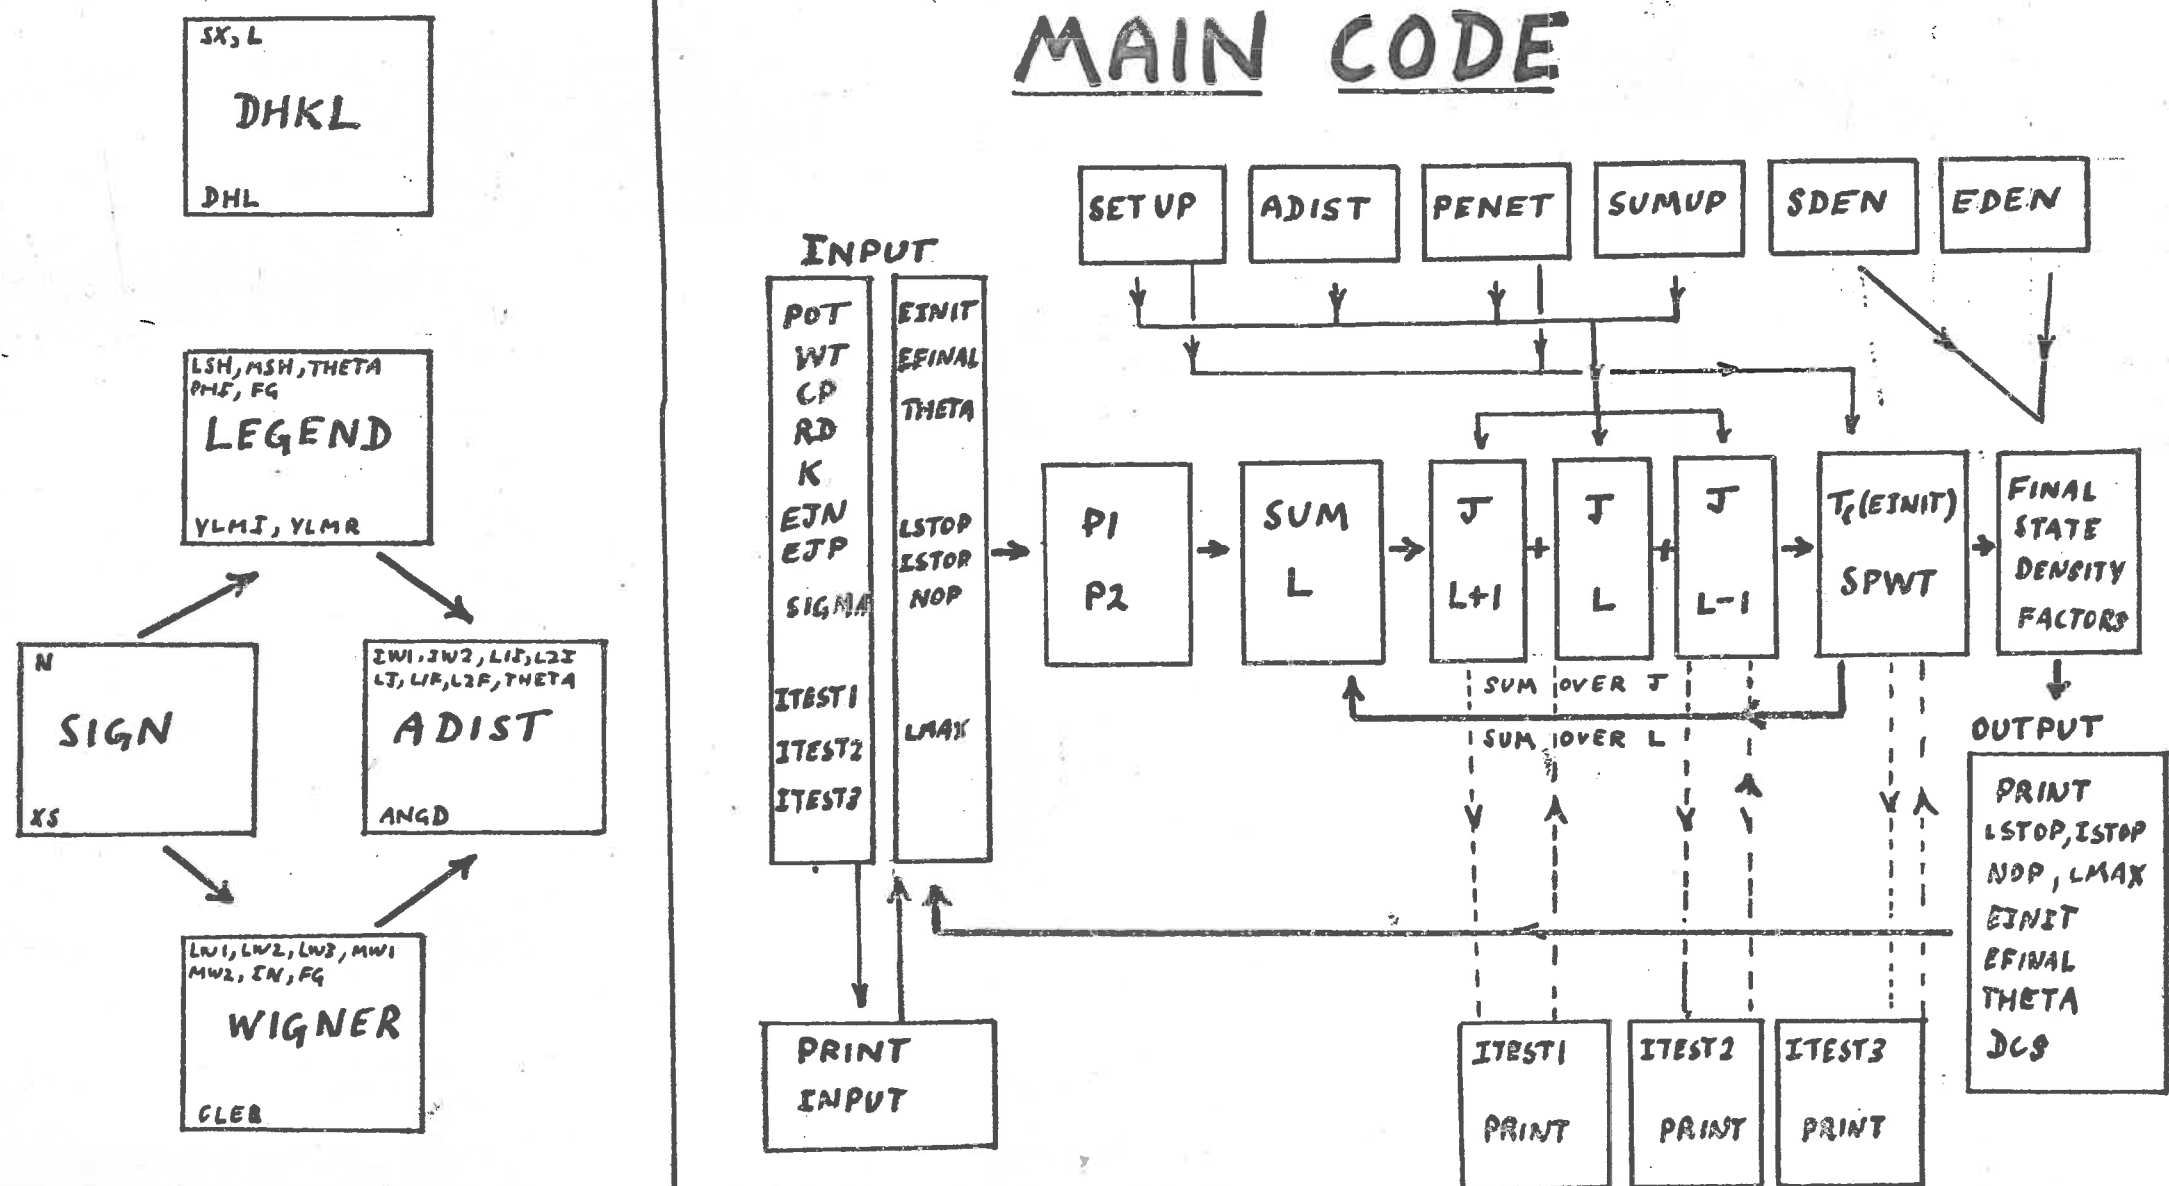 SX, L
DHKL
DHL
LSH, MSH, THETA
PHI, FG
LEGEND
YLMI, YLMR
N
SIGN
XS
IW1, IW2, L1I, L2I
LJ, L1F, L2F, THETA
ADIST
ANGD
LW1, LW2, LW3, MW1
MW2, IN, FG
WIGNER
CLEB
MAIN CODE
SETUP
ADIST
PENET
SUMUP
SDEN
EDEN
INPUT
POT
WT
CP
RD
K
EJN
EJP
SIGMA
ITEST1
ITEST2
ITEST3
EINIT
EFINAL
THETA
LSTOP
ISTOP
NOP
LMAX
PRINT
INPUT
P1
P2
SUM
L
J
L+1
+
J
L
+
J
L-1
SUM OVER J
SUM OVER L
Tℓ(EINIT)
SPWT
FINAL
STATE
DENSITY
FACTORS
OUTPUT
PRINT
LSTOP, ISTOP
NOP, LMAX
EINIT
EFINAL
THETA
DCS
ITEST1
PRINT
ITEST2
PRINT
ITEST3
PRINT